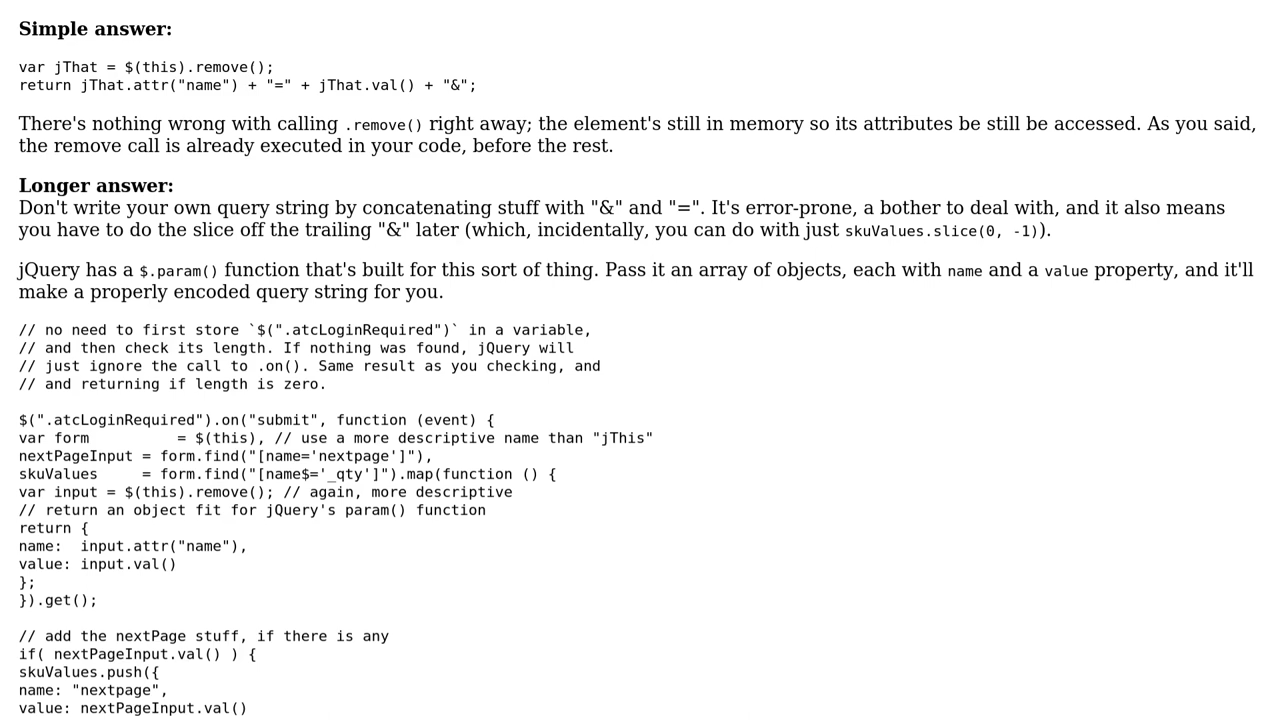 Simple answer:
var jThat = $(this).remove();
return jThat.attr("name") + "=" + jThat.val() + "&";
There's nothing wrong with calling .remove() right away; the element's still in memory so its attributes be still be accessed. As you said,
the remove call is already executed in your code, before the rest.
Longer answer:
Don't write your own query string by concatenating stuff with "&" and "=". It's error-prone, a bother to deal with, and it also means
you have to do the slice off the trailing "&" later (which, incidentally, you can do with just skuValues.slice(0, -1)).
jQuery has a $.param() function that's built for this sort of thing. Pass it an array of objects, each with name and a value property, and it'll
make a properly encoded query string for you.
// no need to first store `$(".atcLoginRequired")` in a variable,
// and then check its length. If nothing was found, jQuery will
// just ignore the call to .on(). Same result as you checking, and
// and returning if length is zero.
$(".atcLoginRequired").on("submit", function (event) {
var form          = $(this), // use a more descriptive name than "jThis"
nextPageInput = form.find("[name='nextpage']"),
skuValues     = form.find("[name$='_qty']").map(function () {
var input = $(this).remove(); // again, more descriptive
// return an object fit for jQuery's param() function
return {
name:  input.attr("name"),
value: input.val()
};
}).get();
// add the nextPage stuff, if there is any
if( nextPageInput.val() ) {
skuValues.push({
name: "nextpage",
value: nextPageInput.val()